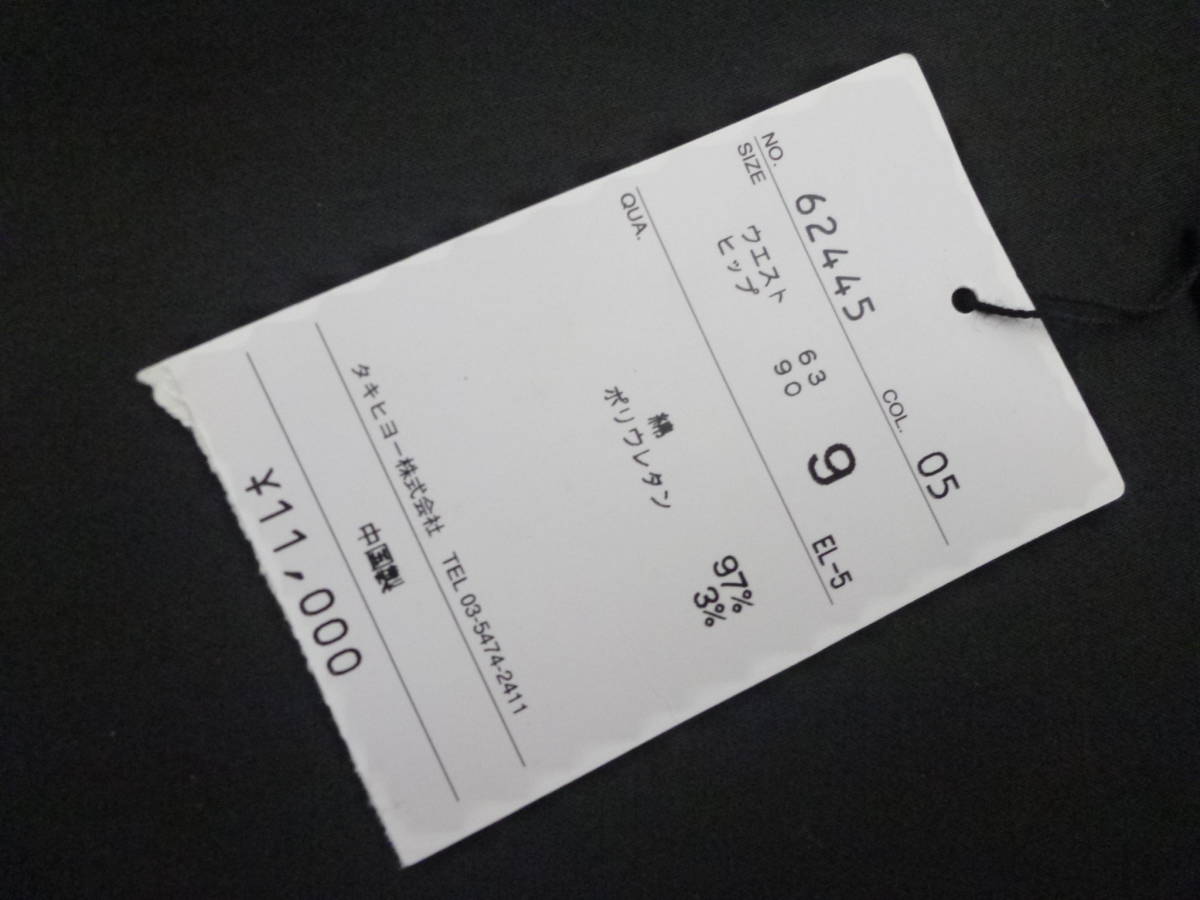 NO. 62445 COL. 05
SIZE
ウエスト 63
ヒップ 90
9 EL-5
QUA.
綿 97%
ポリウレタン 3%
タキヒヨー株式会社 TEL 03-5474-2411
中国製
¥11,000